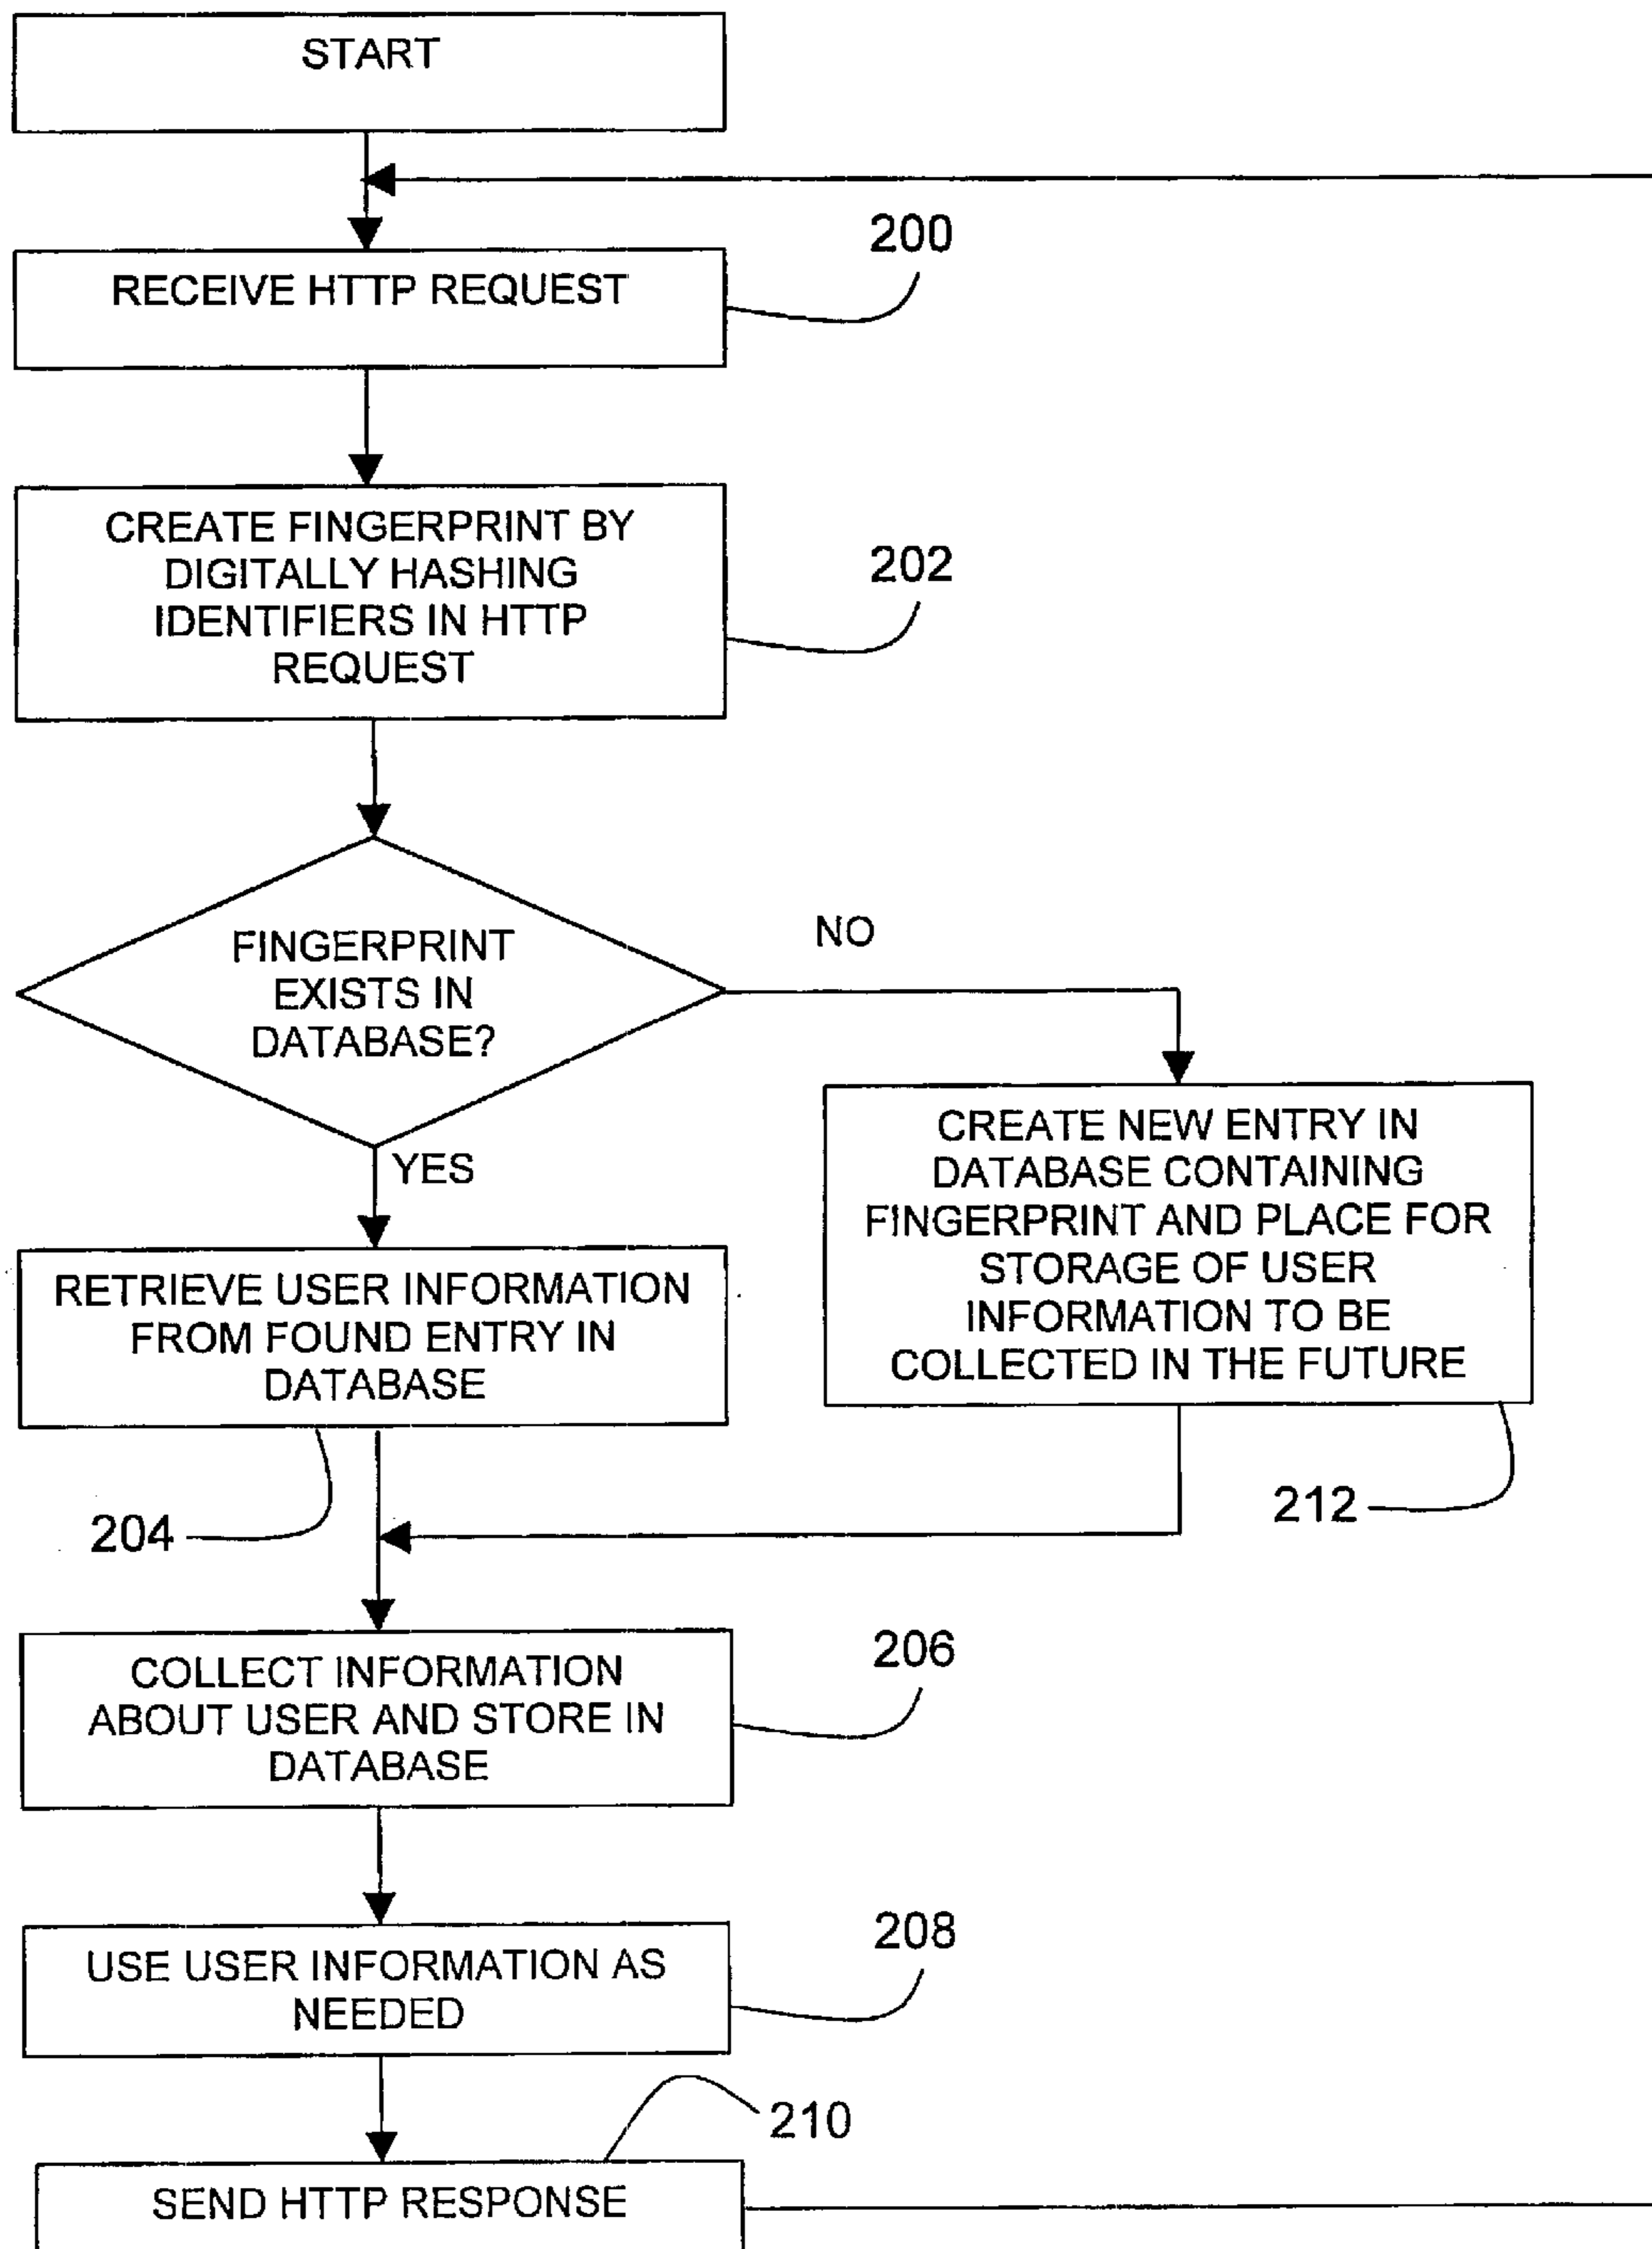 START
200
RECEIVE HTTP REQUEST
CREATE FINGERPRINT BY
DIGITALLY HASHING
IDENTIFIERS IN HTTP
REQUEST
202
FINGERPRINT
EXISTS IN
DATABASE?
NO
YES
CREATE NEW ENTRY IN
DATABASE CONTAINING
FINGERPRINT AND PLACE FOR
STORAGE OF USER
INFORMATION TO BE
COLLECTED IN THE FUTURE
212
RETRIEVE USER INFORMATION
FROM FOUND ENTRY IN
DATABASE
204
COLLECT INFORMATION
ABOUT USER AND STORE IN
DATABASE
206
USE USER INFORMATION AS
NEEDED
208
210
SEND HTTP RESPONSE